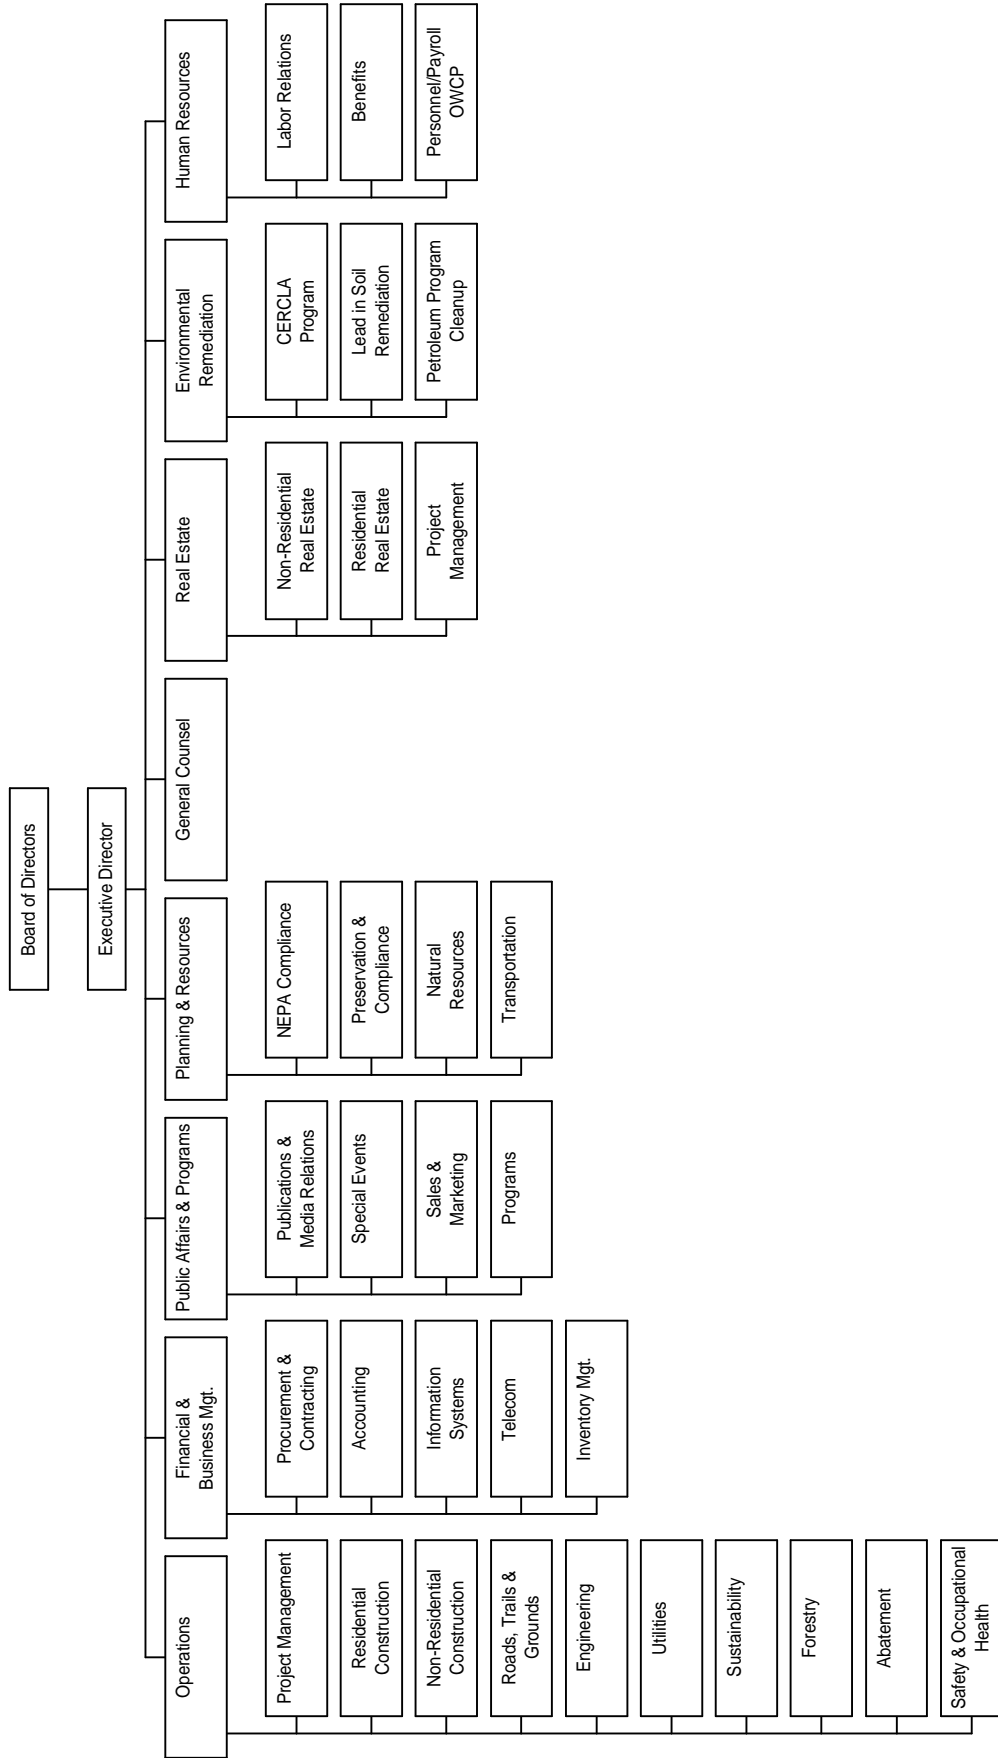 Board of Directors
Executive Director
Operations
Project Management
Residential
Construction
Non-Residential
Construction
Roads, Trails &
Grounds
Engineering
Utilities
Sustainability
Forestry
Abatement
Safety & Occupational
Health
Financial &
Business Mgt.
Procurement &
Contracting
Accounting
Information
Systems
Telecom
Inventory Mgt.
Public Affairs & Programs
Publications &
Media Relations
Special Events
Sales &
Marketing
Programs
Planning & Resources
NEPA Compliance
Preservation &
Compliance
Natural
Resources
Transportation
General Counsel
Real Estate
Non-Residential
Real Estate
Residential
Real Estate
Project
Management
Environmental
Remediation
CERCLA
Program
Lead in Soil
Remediation
Petroleum Program
Cleanup
Human Resources
Labor Relations
Benefits
Personnel/Payroll
OWCP